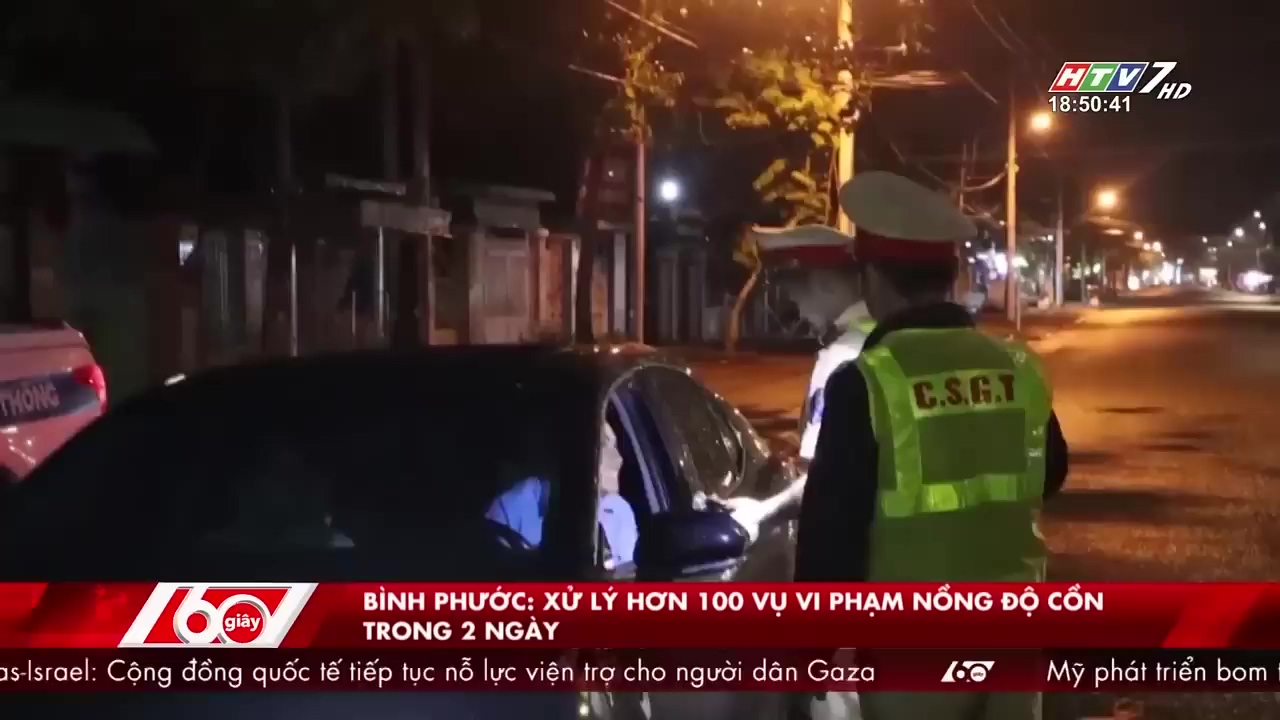 HTV7 HD
18:50:41
THÔNG
C.S.G.T
60 giây
BÌNH PHƯỚC: XỬ LÝ HƠN 100 VỤ VI PHẠM NỒNG ĐỘ CỒN
TRONG 2 NGÀY
as-Israel: Cộng đồng quốc tế tiếp tục nỗ lực viện trợ cho người dân Gaza
60 giây
Mỹ phát triển bom